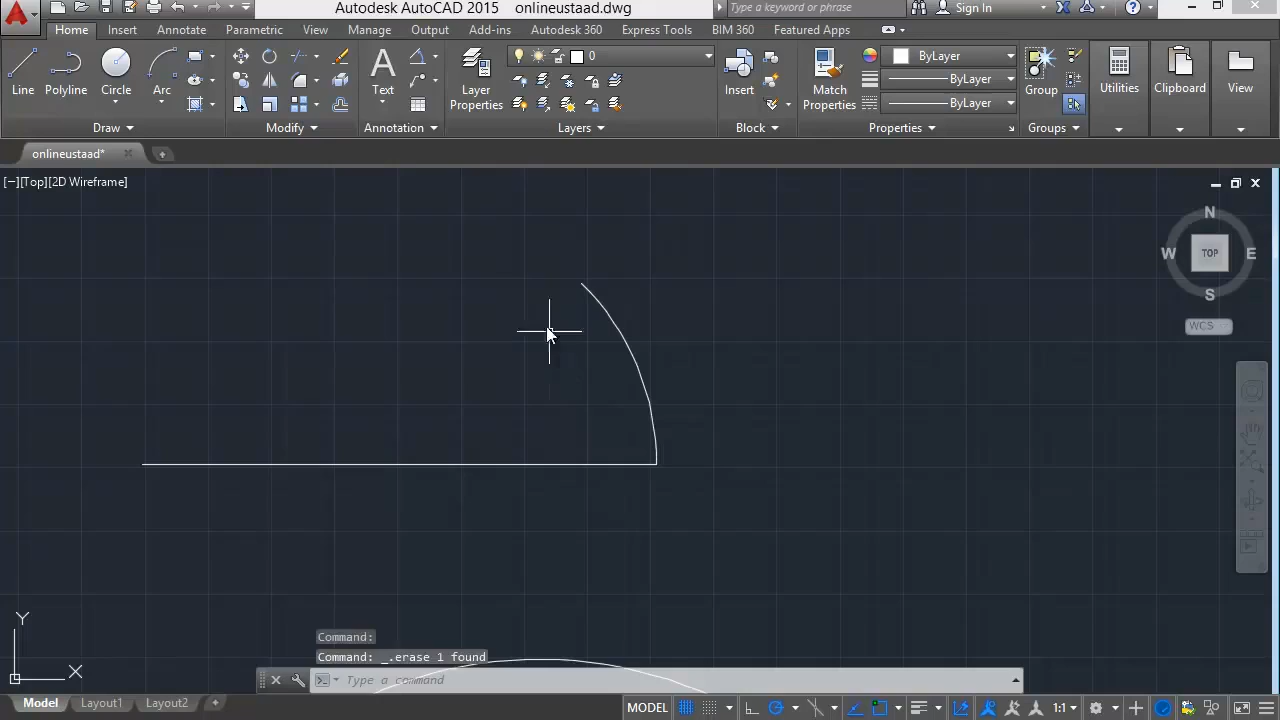 Autodesk AutoCAD 2015 onlineustaad.dwg
Type a keyword or phrase
Sign In
Home Insert Annotate Parametric View Manage Output Add-ins Autodesk 360 Express Tools BIM 360 Featured Apps
Line Polyline Circle Arc
Text
Layer Properties
0
Insert
Match Properties
ByLayer
ByLayer
ByLayer
Group
Utilities
Clipboard
View
Draw Modify Annotation Layers Block Properties Groups
onlineustaad*
[−][Top][2D Wireframe]
N
W TOP E
S
WCS
Y
X
Command:
Command: _.erase 1 found
Type a command
Model Layout1 Layout2
MODEL
1:1